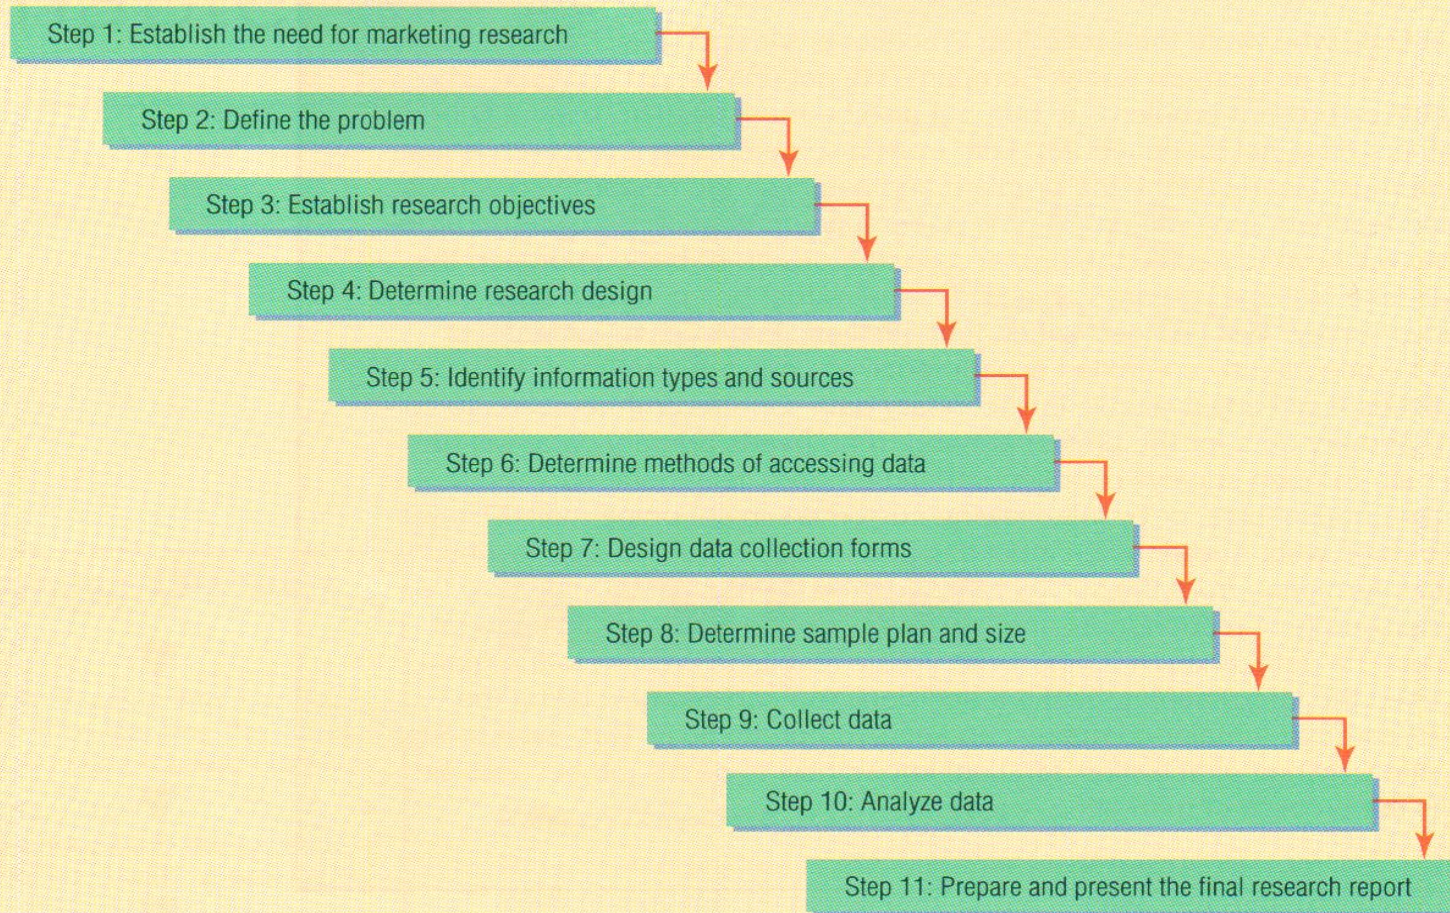 Step 1: Establish the need for marketing research
Step 2: Define the problem
Step 3: Establish research objectives
Step 4: Determine research design
Step 5: Identify information types and sources
Step 6: Determine methods of accessing data
Step 7: Design data collection forms
Step 8: Determine sample plan and size
Step 9: Collect data
Step 10: Analyze data
Step 11: Prepare and present the final research report